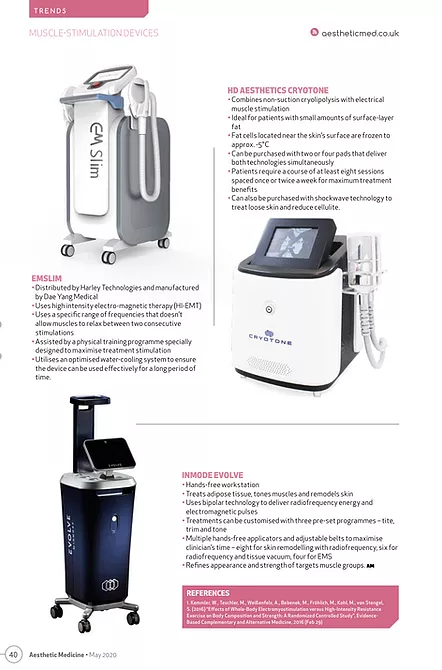 TRENDS
MUSCLE-STIMULATION DEVICES
aestheticmed.co.uk
EM Slim
HD AESTHETICS CRYOTONE
• Combines non-suction cryolipolysis with electrical
muscle stimulation
• Ideal for patients with small amounts of surface-layer
fat
• Fat cells located near the skin's surface are frozen to
approx. -5°C
• Can be purchased with two or four pads that deliver
both technologies simultaneously
• Patients require a course of at least eight sessions
spaced once or twice a week for maximum treatment
benefits
• Can also be purchased with shockwave technology to
treat loose skin and reduce cellulite.
CRYOTONE
EMSLIM
• Distributed by Harley Technologies and manufactured
by Dae Yang Medical
• Uses high intensity electro-magnetic therapy (HI-EMT)
• Uses a specific range of frequencies that doesn't
allow muscles to relax between two consecutive
stimulations
• Assisted by a physical training programme specially
designed to maximise treatment stimulation
• Utilises an optimised water-cooling system to ensure
the device can be used effectively for a long period of
time.
EVOLVE
INMODE EVOLVE
• Hands-free workstation
• Treats adipose tissue, tones muscles and remodels skin
• Uses bipolar technology to deliver radiofrequency energy and
electromagnetic pulses
• Treatments can be customised with three pre-set programmes – tite,
trim and tone
• Multiple hands-free applicators and adjustable belts to maximise
clinician's time – eight for skin remodelling with radiofrequency, six for
radiofrequency and tissue vacuum, four for EMS
• Refines appearance and strength of targets muscle groups. AM
REFERENCES
1. Kemmler, W., Teschler, M., Weißenfels, A., Bebenek, M., Fröhlich, M., Kohl, M., von Stengel,
S. (2016) "Effects of Whole-Body Electromyostimulation versus High-Intensity Resistance
Exercise on Body Composition and Strength: A Randomized Controlled Study", Evidence-
Based Complementary and Alternative Medicine, 2016 (Feb 29)
40
Aesthetic Medicine • May 2020